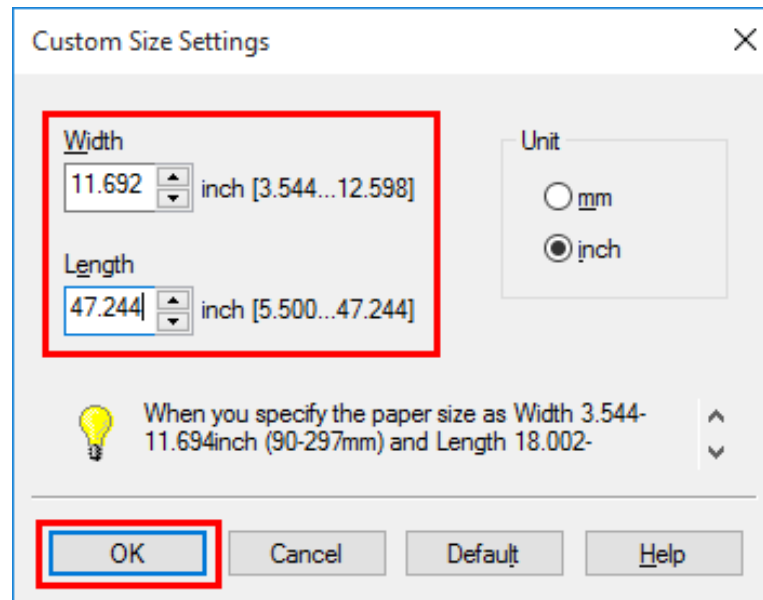 Custom Size Settings
Width
11.692 inch [3.544...12.598]
Length
47.244 inch [5.500...47.244]
Unit
mm
inch
When you specify the paper size as Width 3.544-
11.694inch (90-297mm) and Length 18.002-
OK Cancel Default Help